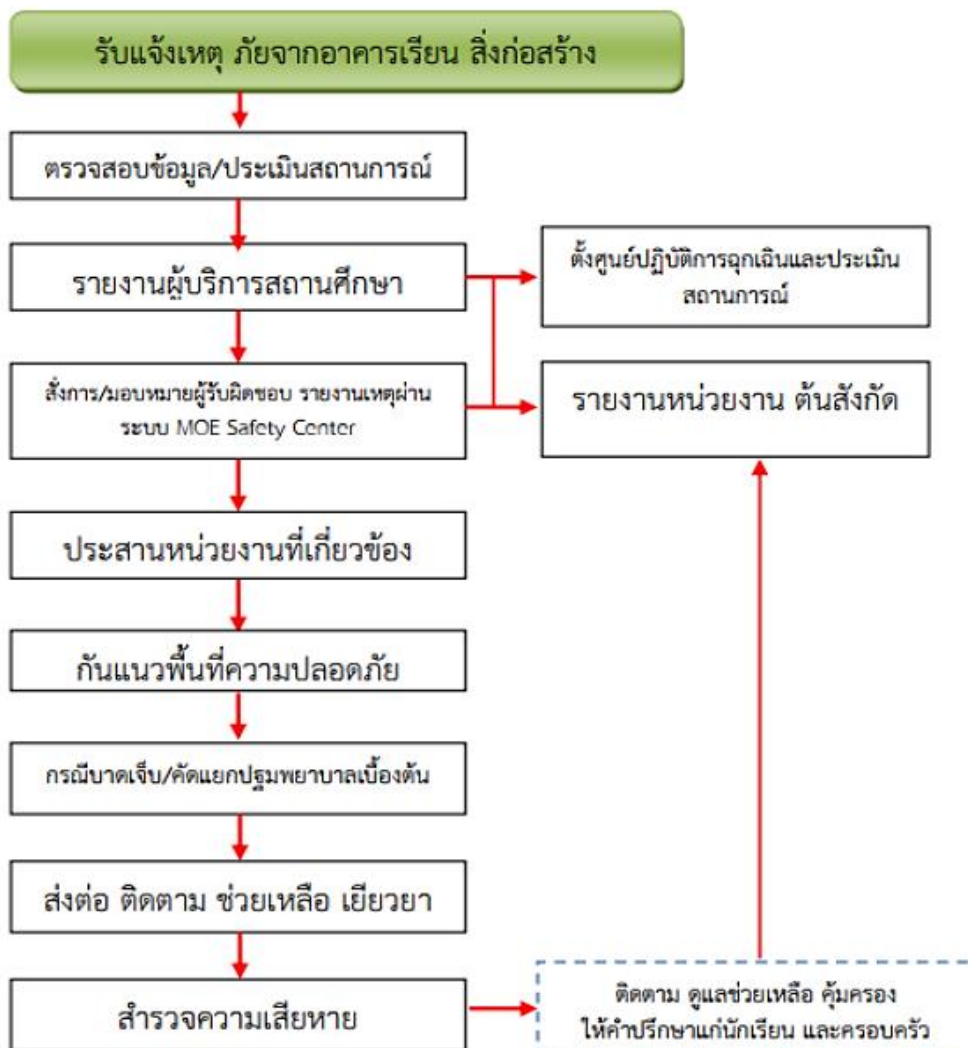 รับแจ้งเหตุ ภัยจากอาคารเรียน สิ่งก่อสร้าง
ตรวจสอบข้อมูล/ประเมินสถานการณ์
รายงานผู้บริการสถานศึกษา
ตั้งศูนย์ปฏิบัติการฉุกเฉินและประเมิน
สถานการณ์
สั่งการ/มอบหมายผู้รับผิดชอบ รายงานเหตุผ่าน
ระบบ MOE Safety Center
รายงานหน่วยงาน ต้นสังกัด
ประสานหน่วยงานที่เกี่ยวข้อง
กันแนวพื้นที่ความปลอดภัย
กรณีบาดเจ็บ/คัดแยกปฐมพยาบาลเบื้องต้น
ส่งต่อ ติดตาม ช่วยเหลือ เยียวยา
สำรวจความเสียหาย
ติดตาม ดูแลช่วยเหลือ คุ้มครอง
ให้คำปรึกษาแก่นักเรียน และครอบครัว